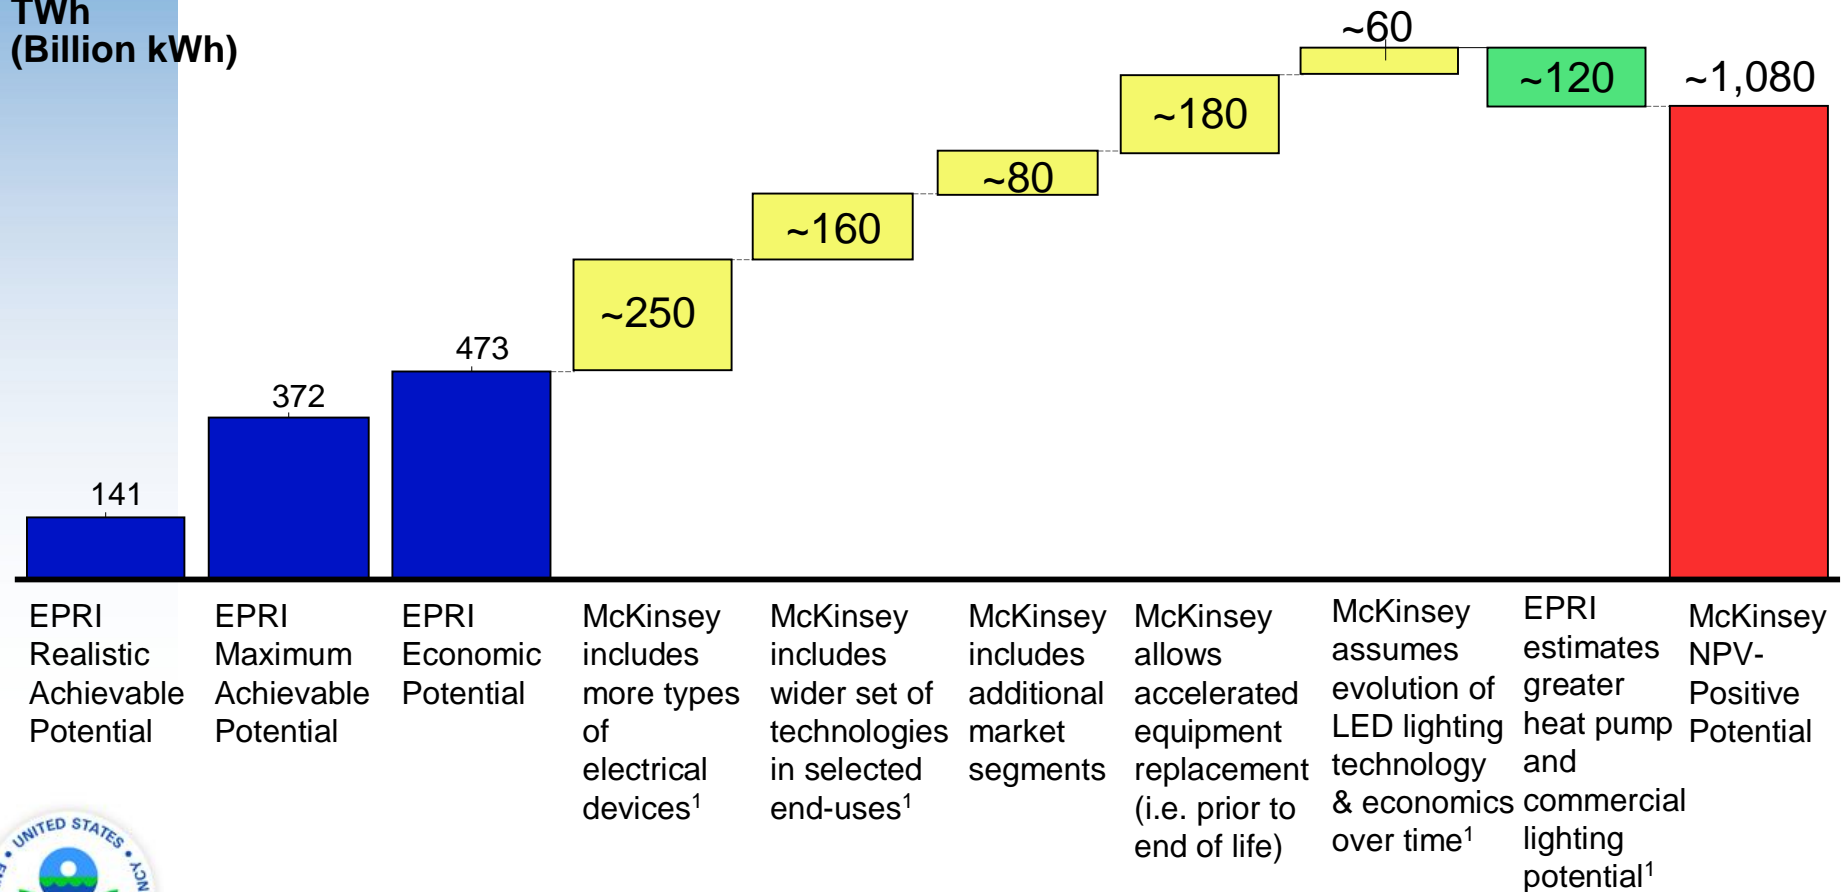 TWh
(Billion kWh)
141
372
473
~250
~160
~80
~180
~60
~120
~1,080
EPRI
Realistic
Achievable
Potential
EPRI
Maximum
Achievable
Potential
EPRI
Economic
Potential
McKinsey
includes
more types
of
electrical
devices¹
McKinsey
includes
wider set of
technologies
in selected
end-uses¹
McKinsey
includes
additional
market
segments
McKinsey
allows
accelerated
equipment
replacement
(i.e. prior to
end of life)
McKinsey
assumes
evolution of
LED lighting
technology
& economics
over time¹
EPRI
estimates
greater
heat pump
and
commercial
lighting
potential¹
McKinsey
NPV-
Positive
Potential
UNITED STATES